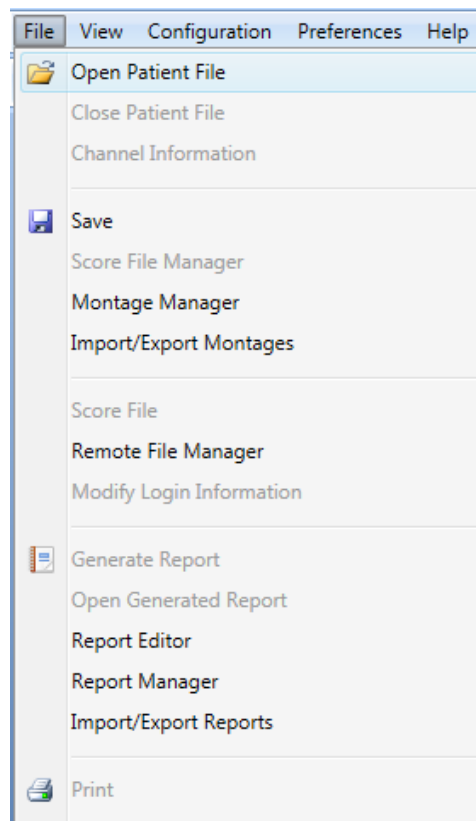 File View Configuration Preferences Help
Open Patient File
Close Patient File
Channel Information
Save
Score File Manager
Montage Manager
Import/Export Montages
Score File
Remote File Manager
Modify Login Information
Generate Report
Open Generated Report
Report Editor
Report Manager
Import/Export Reports
Print